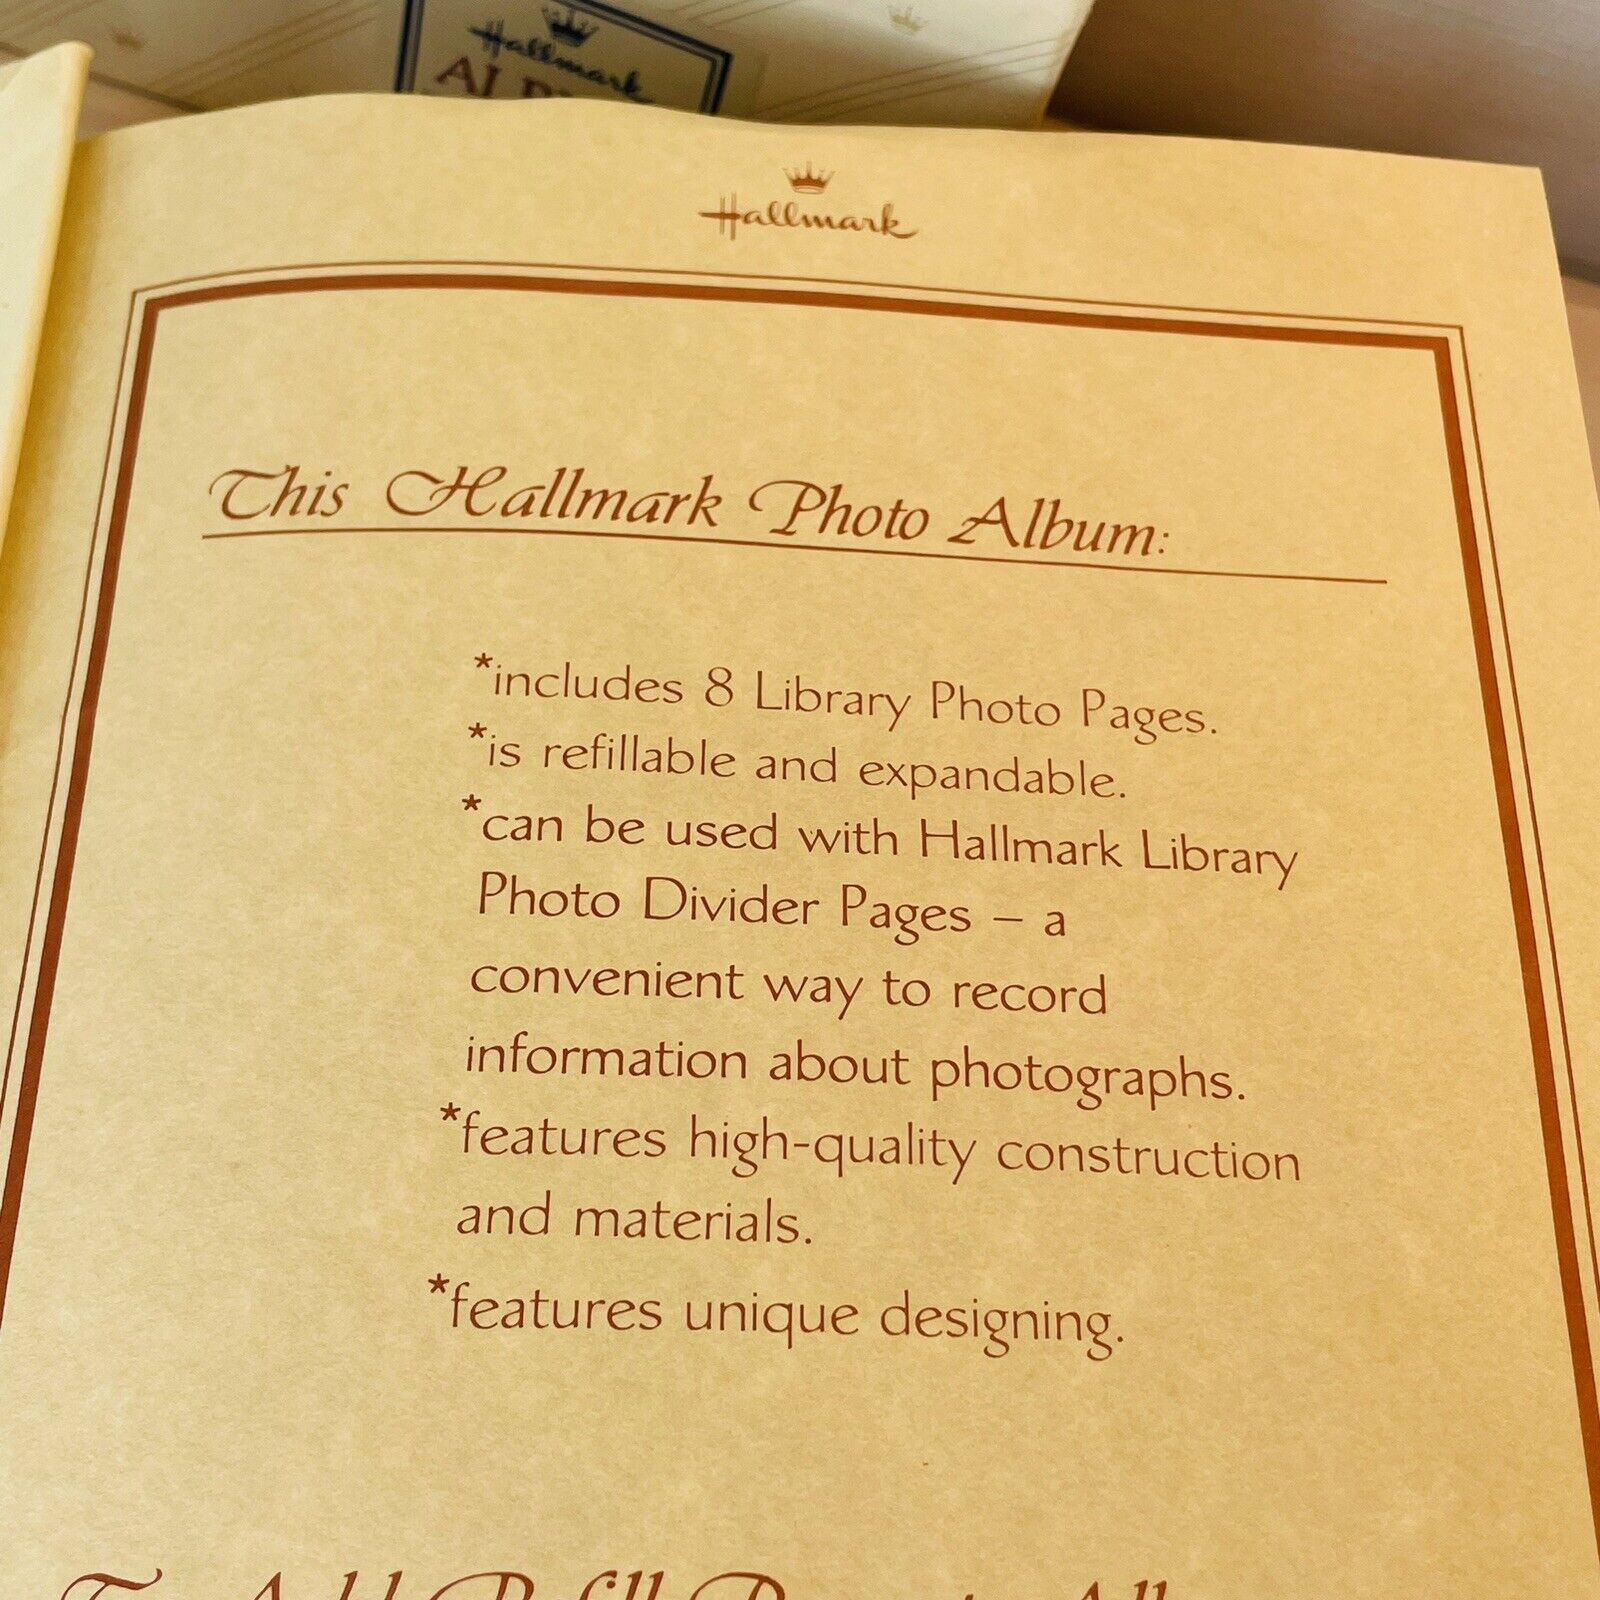 Hallmark
Hallmark
This Hallmark Photo Album:
*includes 8 Library Photo Pages.
*is refillable and expandable.
*can be used with Hallmark Library
Photo Divider Pages – a
convenient way to record
information about photographs.
*features high-quality construction
and materials.
*features unique designing.